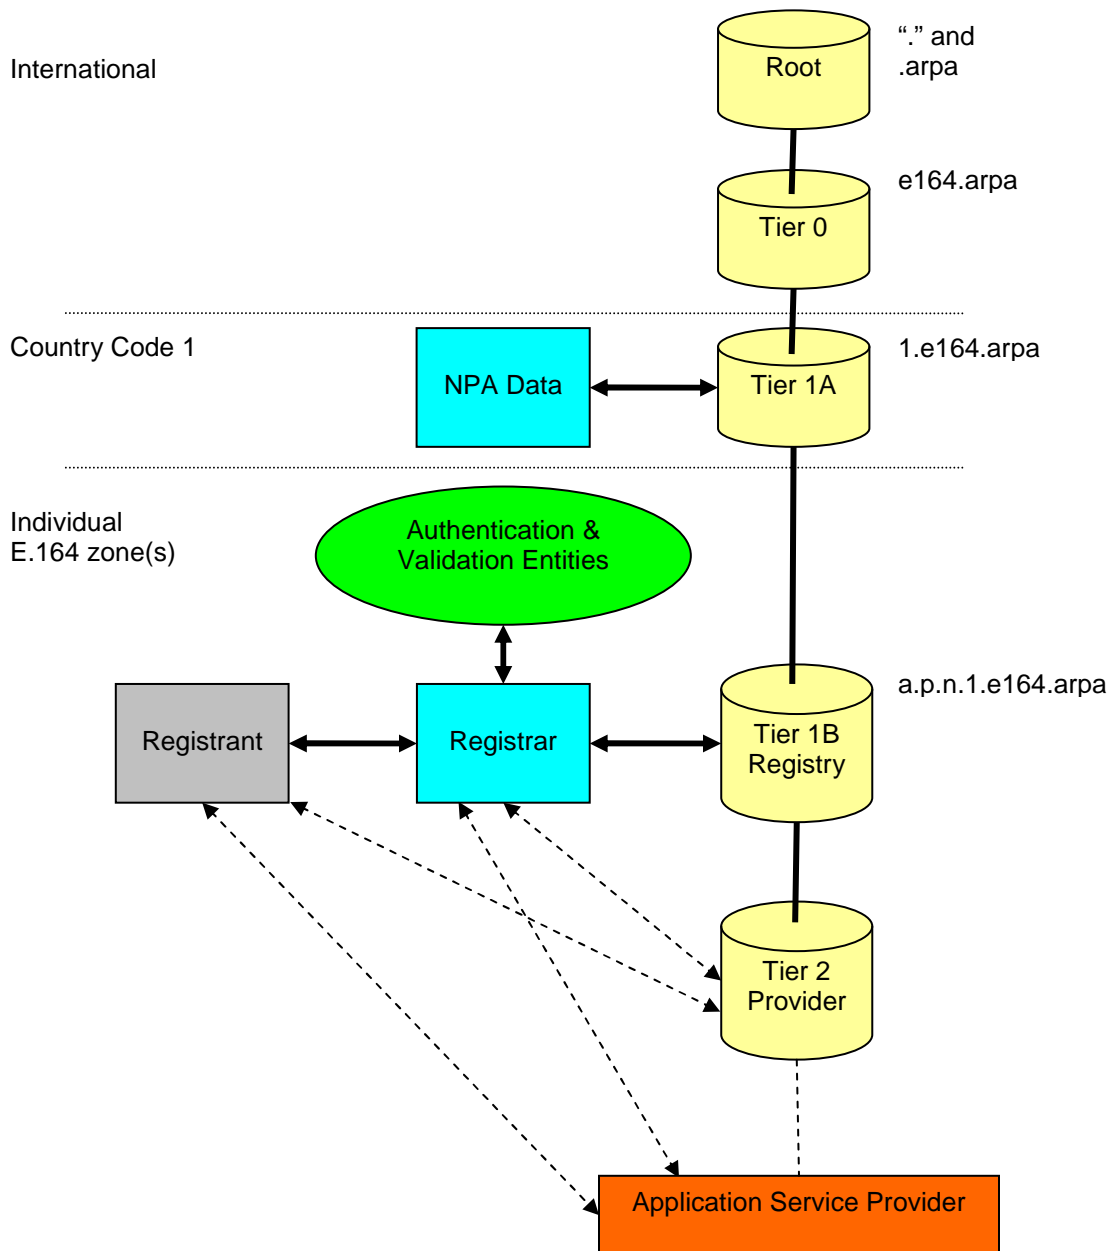 “.” and
.arpa
International
Root
e164.arpa
Tier 0
Country Code 1
1.e164.arpa
NPA Data
Tier 1A
Individual
E.164 zone(s)
Authentication &
Validation Entities
a.p.n.1.e164.arpa
Registrant
Registrar
Tier 1B
Registry
Tier 2
Provider
Application Service Provider